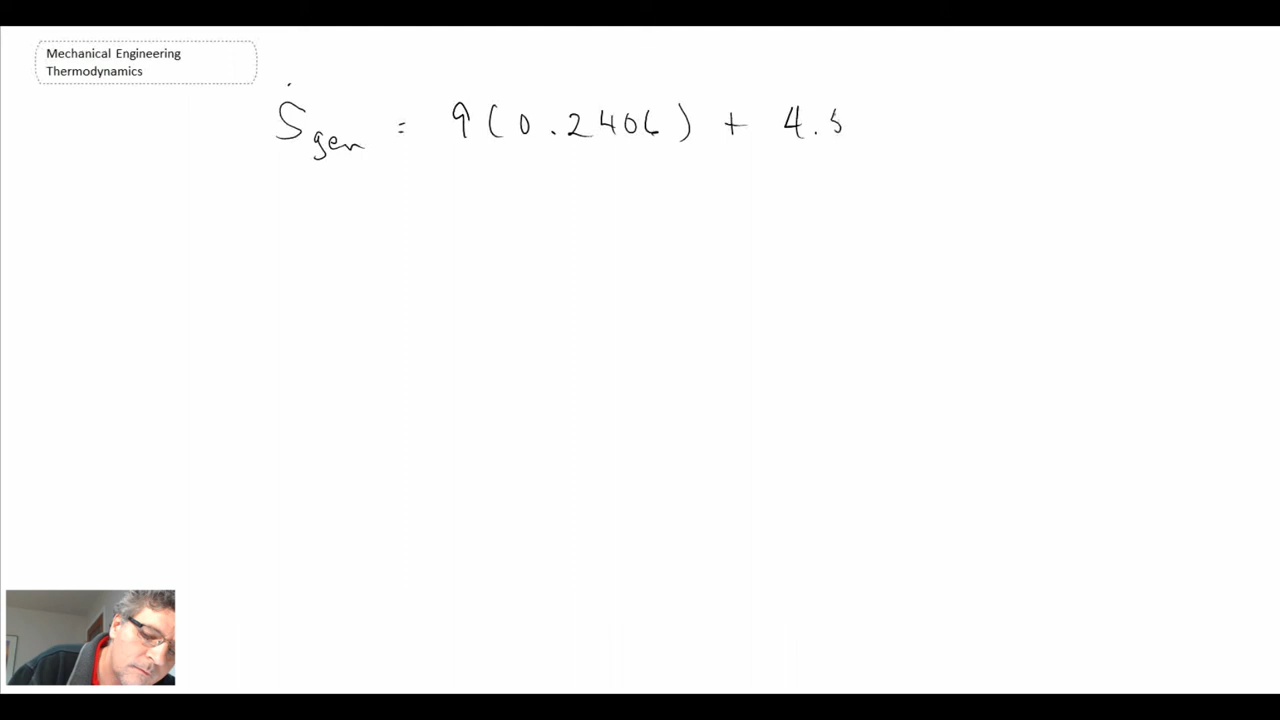 Mechanical Engineering
Thermodynamics
Ṡgen = 9(0.2406) + 4.5